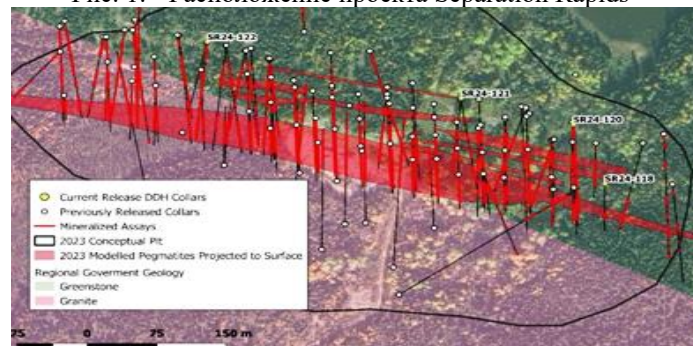 Рис. 1. Расположение проекта Separation Rapids
SR24-122
SR24-121
SR24-120
SR24-118
Current Release DDH Collars
Previously Released Collars
Mineralized Assays
2023 Conceptual Pit
2023 Modelled Pegmatites Projected to Surface
Regional Goverment Geology
Greenstone
Granite
75 0 75 150 m